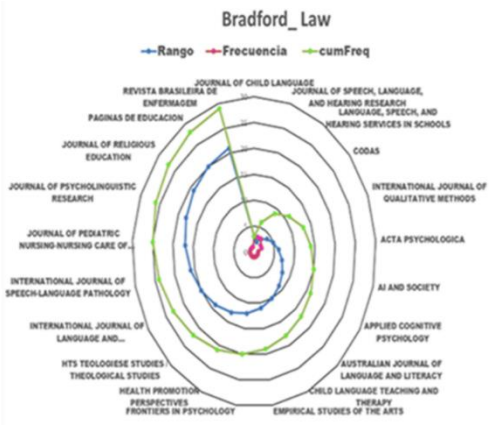 Bradford_ Law
Rango Frecuencia cumFreq
JOURNAL OF CHILD LANGUAGE
JOURNAL OF SPEECH, LANGUAGE,
AND HEARING RESEARCH
LANGUAGE, SPEECH, AND
HEARING SERVICES IN SCHOOLS
CODAS
INTERNATIONAL JOURNAL OF
QUALITATIVE METHODS
ACTA PSYCHOLOGICA
AI AND SOCIETY
APPLIED COGNITIVE
PSYCHOLOGY
AUSTRALIAN JOURNAL OF
LANGUAGE AND LITERACY
CHILD LANGUAGE TEACHING AND
THERAPY
EMPIRICAL STUDIES OF THE ARTS
FRONTIERS IN PSYCHOLOGY
HEALTH PROMOTION
PERSPECTIVES
HTS TEOLOGIESE STUDIES
THEOLOGICAL STUDIES
INTERNATIONAL JOURNAL OF
LANGUAGE AND...
INTERNATIONAL JOURNAL OF
SPEECH-LANGUAGE PATHOLOGY
JOURNAL OF PEDIATRIC
NURSING-NURSING CARE OF...
JOURNAL OF PSYCHOLINGUISTIC
RESEARCH
JOURNAL OF RELIGIOUS
EDUCATION
PAGINAS DE EDUCACION
REVISTA BRASILEIRA DE
ENFERMAGEM